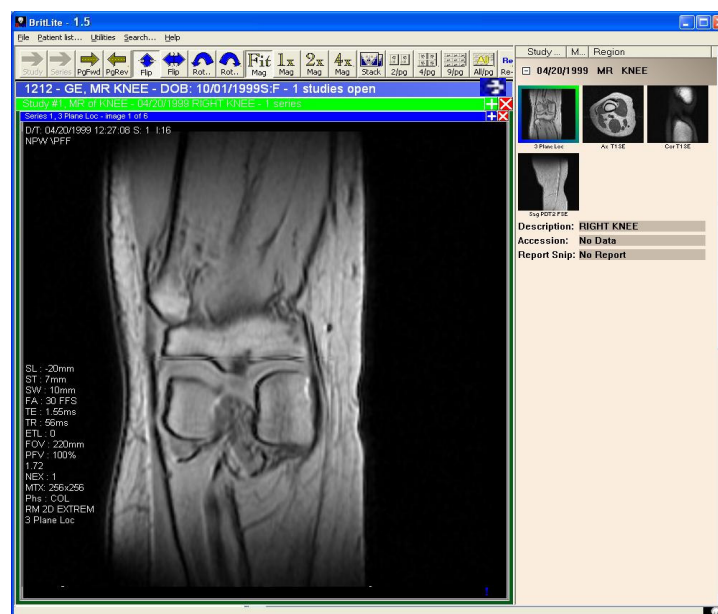 BritLite - 1.5
File Patient list... Utilities Search... Help
Study Series PgFwd PgRev Flip Flip Rot.. Rot.. Fit Mag 1x Mag 2x Mag 4x Mag Stack 2/pg 4/pg 9/pg All/pg Re-
Study ... M... Region
04/20/1999 MR KNEE
1212 - GE, MR KNEE - DOB: 10/01/1999S:F - 1 studies open
Study #1, MR of KNEE - 04/20/1999 RIGHT KNEE - 1 series
Series 1, 3 Plane Loc - image 1 of 6
D/T: 04/20/1999 12:27:08 S: 1 I:16
NPW \PFF
SL : -20mm
ST : 7mm
SW : 10mm
FA : 30 FFS
TE : 1.55ms
TR : 56ms
ETL : 0
FOV : 220mm
PFV : 100%
1.72
NEX : 1
MTX: 256x256
Phs : COL
RM 2D EXTREM
3 Plane Loc
3 Plane Loc
Ax T1 SE
Cor T1 SE
Sag PDT2 FSE
Description: RIGHT KNEE
Accession: No Data
Report Snip: No Report